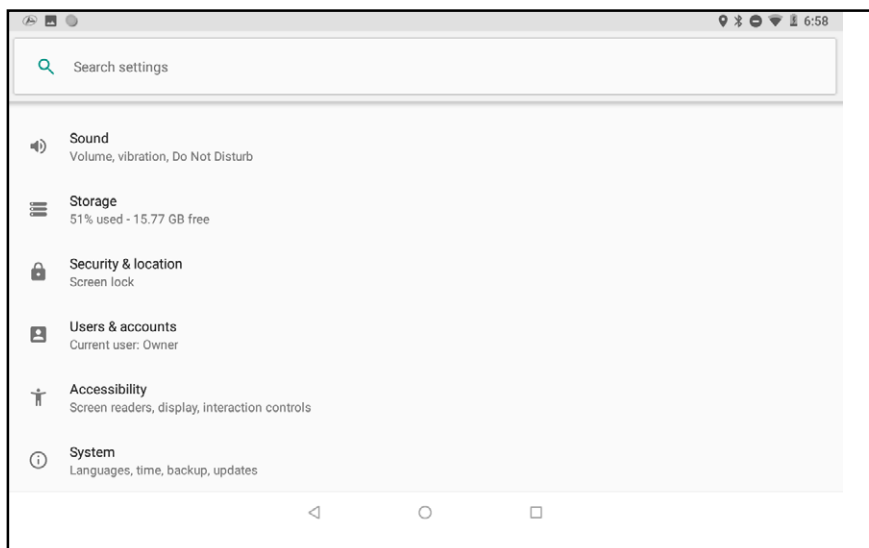 6:58
Search settings
Sound
Volume, vibration, Do Not Disturb
Storage
51% used - 15.77 GB free
Security & location
Screen lock
Users & accounts
Current user: Owner
Accessibility
Screen readers, display, interaction controls
System
Languages, time, backup, updates